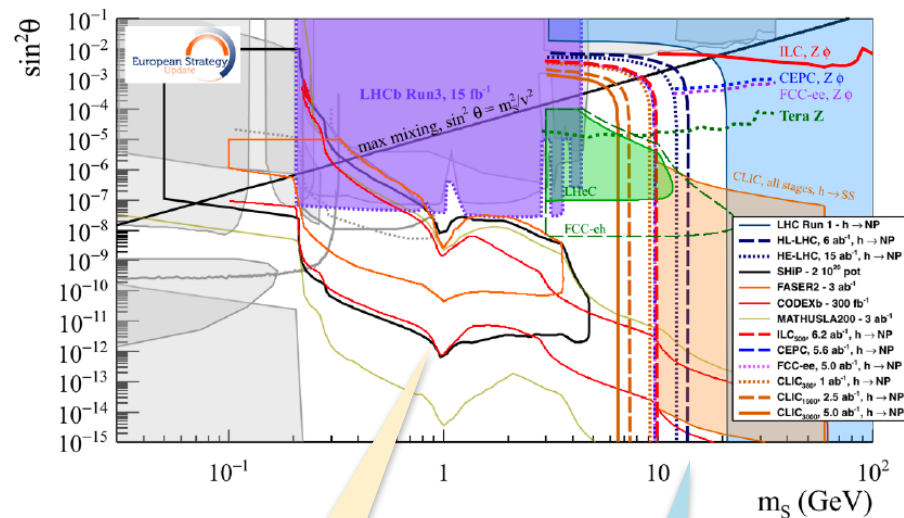 sin²θ
10⁻¹
10⁻²
10⁻³
10⁻⁴
10⁻⁵
10⁻⁶
10⁻⁷
10⁻⁸
10⁻⁹
10⁻¹⁰
10⁻¹¹
10⁻¹²
10⁻¹³
10⁻¹⁴
10⁻¹⁵
European Strategy
Update
LHCb Run3, 15 fb⁻¹
max mixing, sin² θ = m²ₛ/v²
ILC, Z ϕ
CEPC, Z ϕ
FCC-ee, Z ϕ
Tera Z
LHeC
CLIC, all stages, h → SS
FCC-eh
LHC Run 1 - h → NP
HL-LHC, 6 ab⁻¹, h → NP
HE-LHC, 15 ab⁻¹, h → NP
SHiP - 2 10²⁰ pot
FASER2 - 3 ab⁻¹
CODEXb - 300 fb⁻¹
MATHUSLA200 - 3 ab⁻¹
ILC₅₀₀, 6.2 ab⁻¹, h → NP
CEPC, 5.6 ab⁻¹, h → NP
FCC-ee, 5.0 ab⁻¹, h → NP
CLIC₃₈₀, 1 ab⁻¹, h → NP
CLIC₁₅₀₀, 2.5 ab⁻¹, h → NP
CLIC₃₀₀₀, 5.0 ab⁻¹, h → NP
10⁻¹ 1 10 10²
mₛ (GeV)